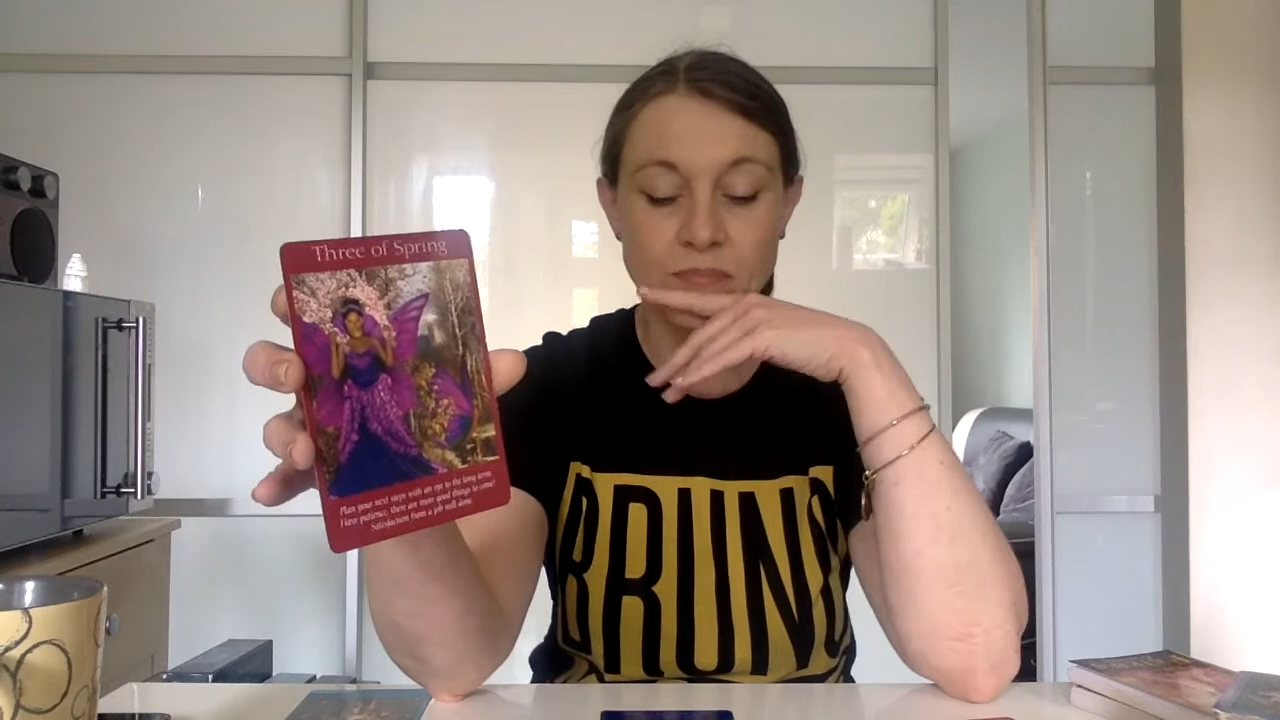 Three of Spring
Plan your next steps with an eye to the long term.
Have patience, there are more good things to come!
Satisfaction from a job well done.
BRUNO